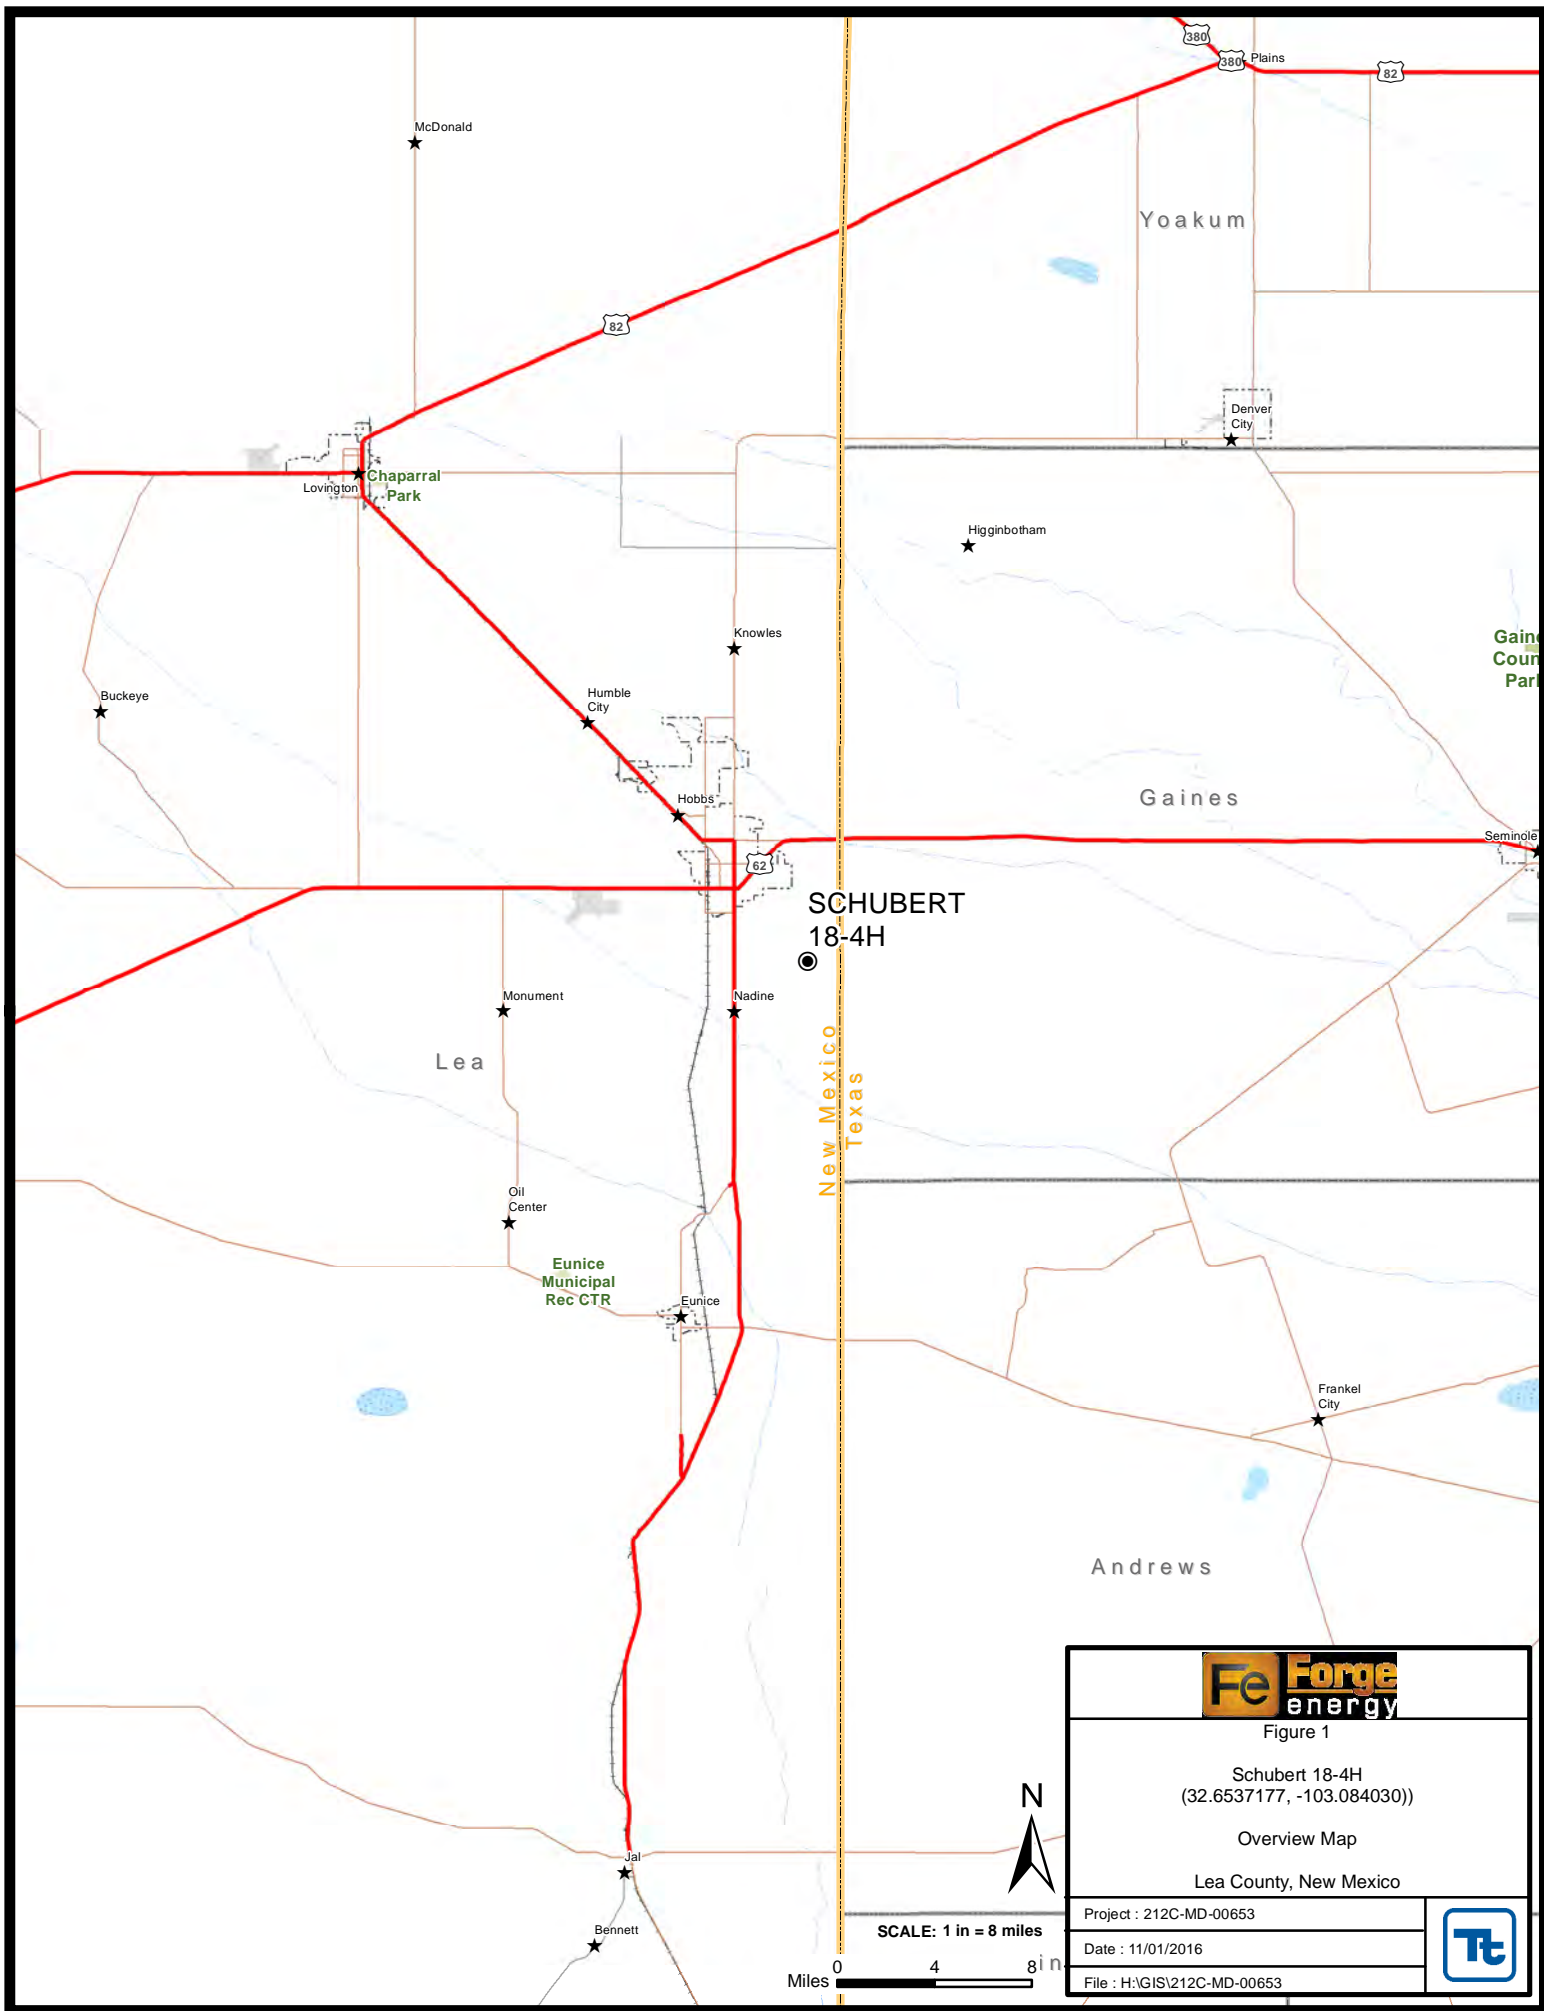 380
380
Plains
82
McDonald
Yoakum
82
Denver
City
Chaparral
Park
Lovington
Higginbotham
Knowles
Gaine
Coun
Par
Buckeye
Humble
City
Hobbs
Gaines
Seminole
62
SCHUBERT
18-4H
Monument
Nadine
Lea
New Mexico
Texas
Oil
Center
Eunice
Municipal
Rec CTR
Eunice
Frankel
City
Andrews
Fe Forge
energy
Figure 1
Schubert 18-4H
(32.6537177, -103.084030))
Overview Map
Lea County, New Mexico
Project : 212C-MD-00653
Date : 11/01/2016
File : H:\GIS\212C-MD-00653
Tt
N
Jal
Bennett
SCALE: 1 in = 8 miles
Miles 0 4 8
in